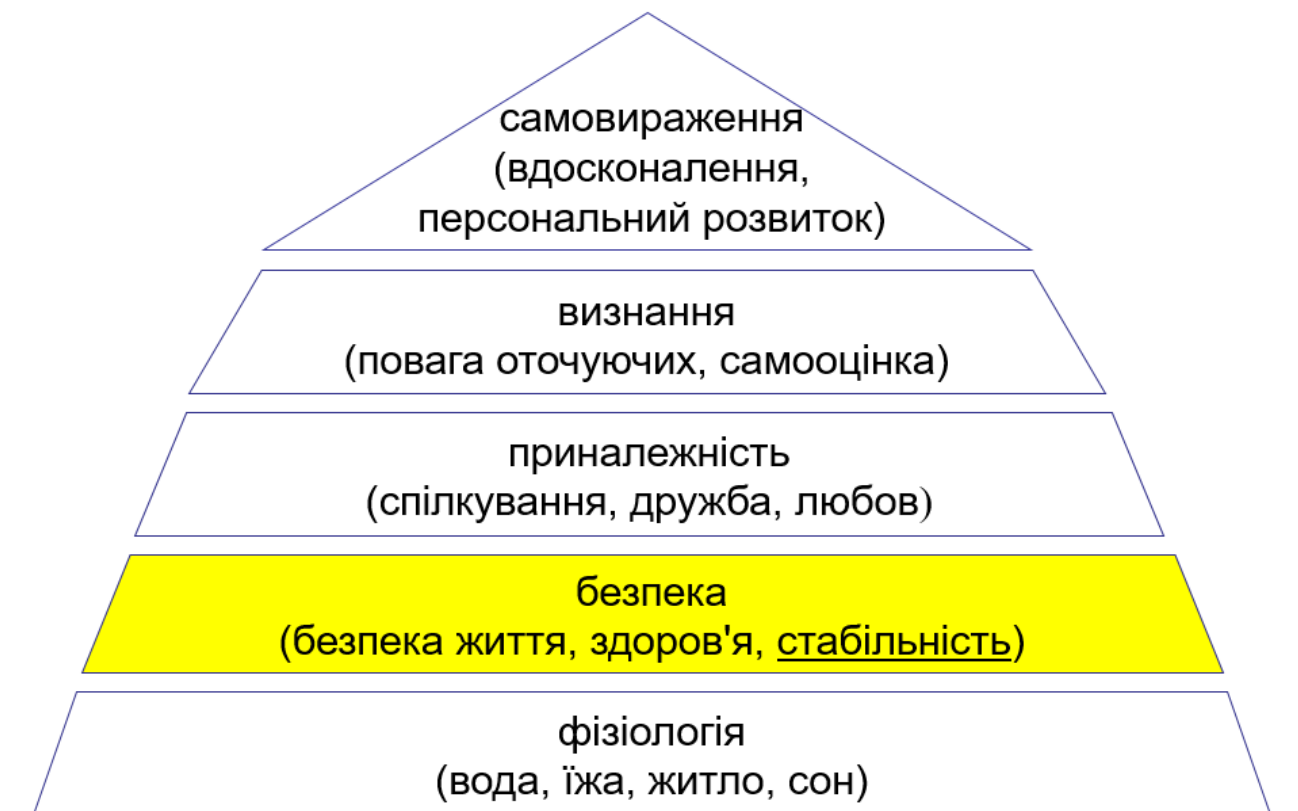 самовираження
(вдосконалення,
персональний розвиток)
визнання
(повага оточуючих, самооцінка)
приналежність
(спілкування, дружба, любов)
безпека
(безпека життя, здоров'я, стабільність)
фізіологія
(вода, їжа, житло, сон)